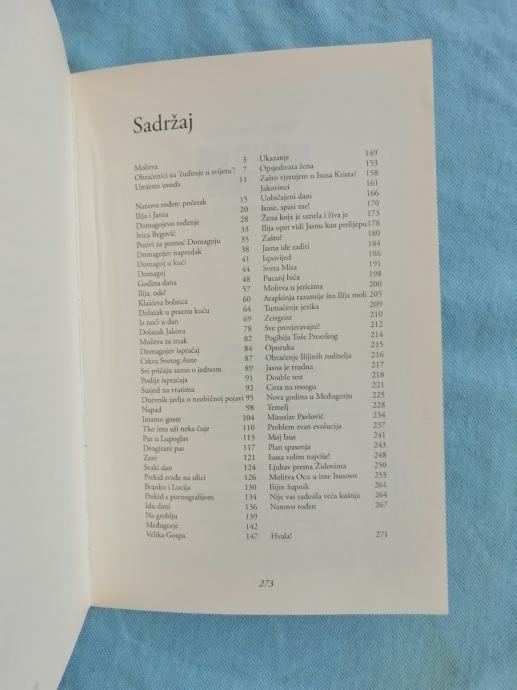 Sadržaj
Molitva 3
Obraćenici su 'čuđenje u svijetu'? 7
Umjesto uvoda 11
Nanovo rođen: početak 15
Ilija i Jasna 20
Domagojevo rođenje 28
Ivica Begović 33
Pozivi za pomoć Domagoju 35
Domagojev napredak 38
Domagoj u kući 41
Domagoj 44
Godina dana 48
Ilija, ode! 57
Klaićeva bolnica 60
Dolazak u praznu kuću 64
Iz noći u dan 69
Dolazak Jakova 78
Molitva za znak 82
Domagojev ispraćaj 84
Crkva Svetog Ante 87
Svi pričaju samo o jednom 89
Poslije ispraćaja 91
Susjed na vratima 92
Dnevnik javlja o neobičnoj pojavi 95
Napad 98
Imamo goste 104
Tko ima uši neka čuje 110
Put u Lupoglav 113
Drogirani pas 117
Zovi 121
Svaki dan 124
Prekid svađe na ulici 126
Branko i Lucija 130
Prekid s pornografijom 134
Idu dani 136
Na groblju 139
Međugorje 142
Velika Gospa 147
Ukazanje 149
Opsjednuta žena 153
Zašto vjerujem u Isusa Krista? 158
Jakovinci 161
Uobičajeni dani 166
Isuse, spasi me! 170
Žena koja je umrla i živa je 173
Ilija opet vidi Jasnu kao prelijepu 178
Zašto? 180
Jasna ide raditi 184
Ispovijed 186
Sveta Misa 191
Pucanj biča 198
Molitva u jezicima 200
Arapkinja razumije što Ilija moli 205
Tumačenje jezika 209
Zeitgeist 210
Sve provjeravajte! 212
Pogibija Toše Proeskog 214
Oporuka 215
Obraćenje Ilijinih roditelja 216
Jasna je trudna 217
Double test 218
Cista na mozgu 221
Nova godina u Međugorju 225
Temelj 228
Miroslav Pavlović 234
Problem zvan evolucija 237
Moj Isus 241
Plan spasenja 243
Isusa volim najviše! 248
Ljubav prema Židovima 250
Molitva Ocu u ime Isusovo 255
Ilijin župnik 261
Nije vas zadesila veća kušnja 264
Nanovo rođen 267
Hvala! 271
273